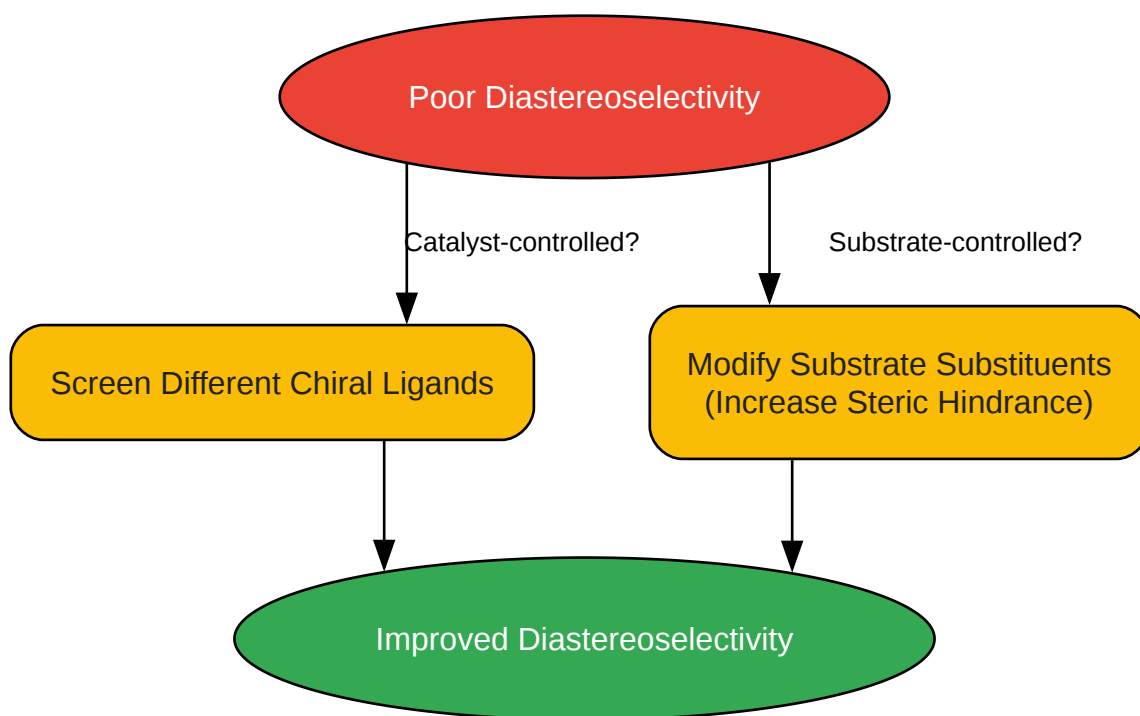 Poor Diastereoselectivity
Catalyst-controlled?
Substrate-controlled?
Screen Different Chiral Ligands
Modify Substrate Substituents
(Increase Steric Hindrance)
Improved Diastereoselectivity